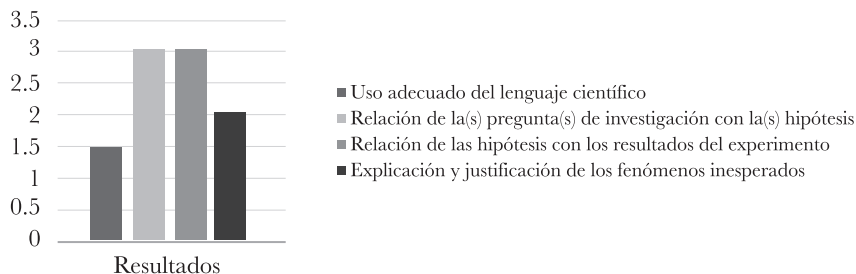 3.5
3
2.5
2
1.5
1
0.5
0
Resultados
Uso adecuado del lenguaje científico
Relación de la(s) pregunta(s) de investigación con la(s) hipótesis
Relación de las hipótesis con los resultados del experimento
Explicación y justificación de los fenómenos inesperados